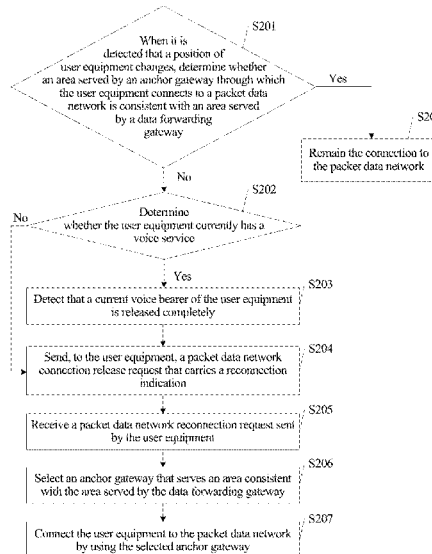 S201
When it is
detected that a position of
user equipment changes, determine whether
an area served by an anchor gateway through which
the user equipment connects to a packet data
network is consistent with an area served
by a data forwarding
gateway
Yes
S20
Remain the connection to
the packet data network
No
S202
Determine
whether the user equipment currently has a
voice service
No
Yes
S203
Detect that a current voice bearer of the user equipment
is released completely
S204
Send, to the user equipment, a packet data network
connection release request that carries a reconnection
indication
S205
Receive a packet data network reconnection request sent
by the user equipment
S206
Select an anchor gateway that serves an area consistent
with the area served by the data forwarding gateway
S207
Connect the user equipment to the packet data network
by using the selected anchor gateway